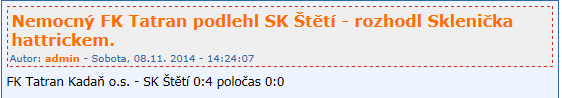 Nemocný FK Tatran podlehl SK Štětí - rozhodl Sklenička
hattrickem.
Autor: admin - Sobota, 08.11. 2014 - 14:24:07
FK Tatran Kadaň o.s. - SK Štětí 0:4 poločas 0:0